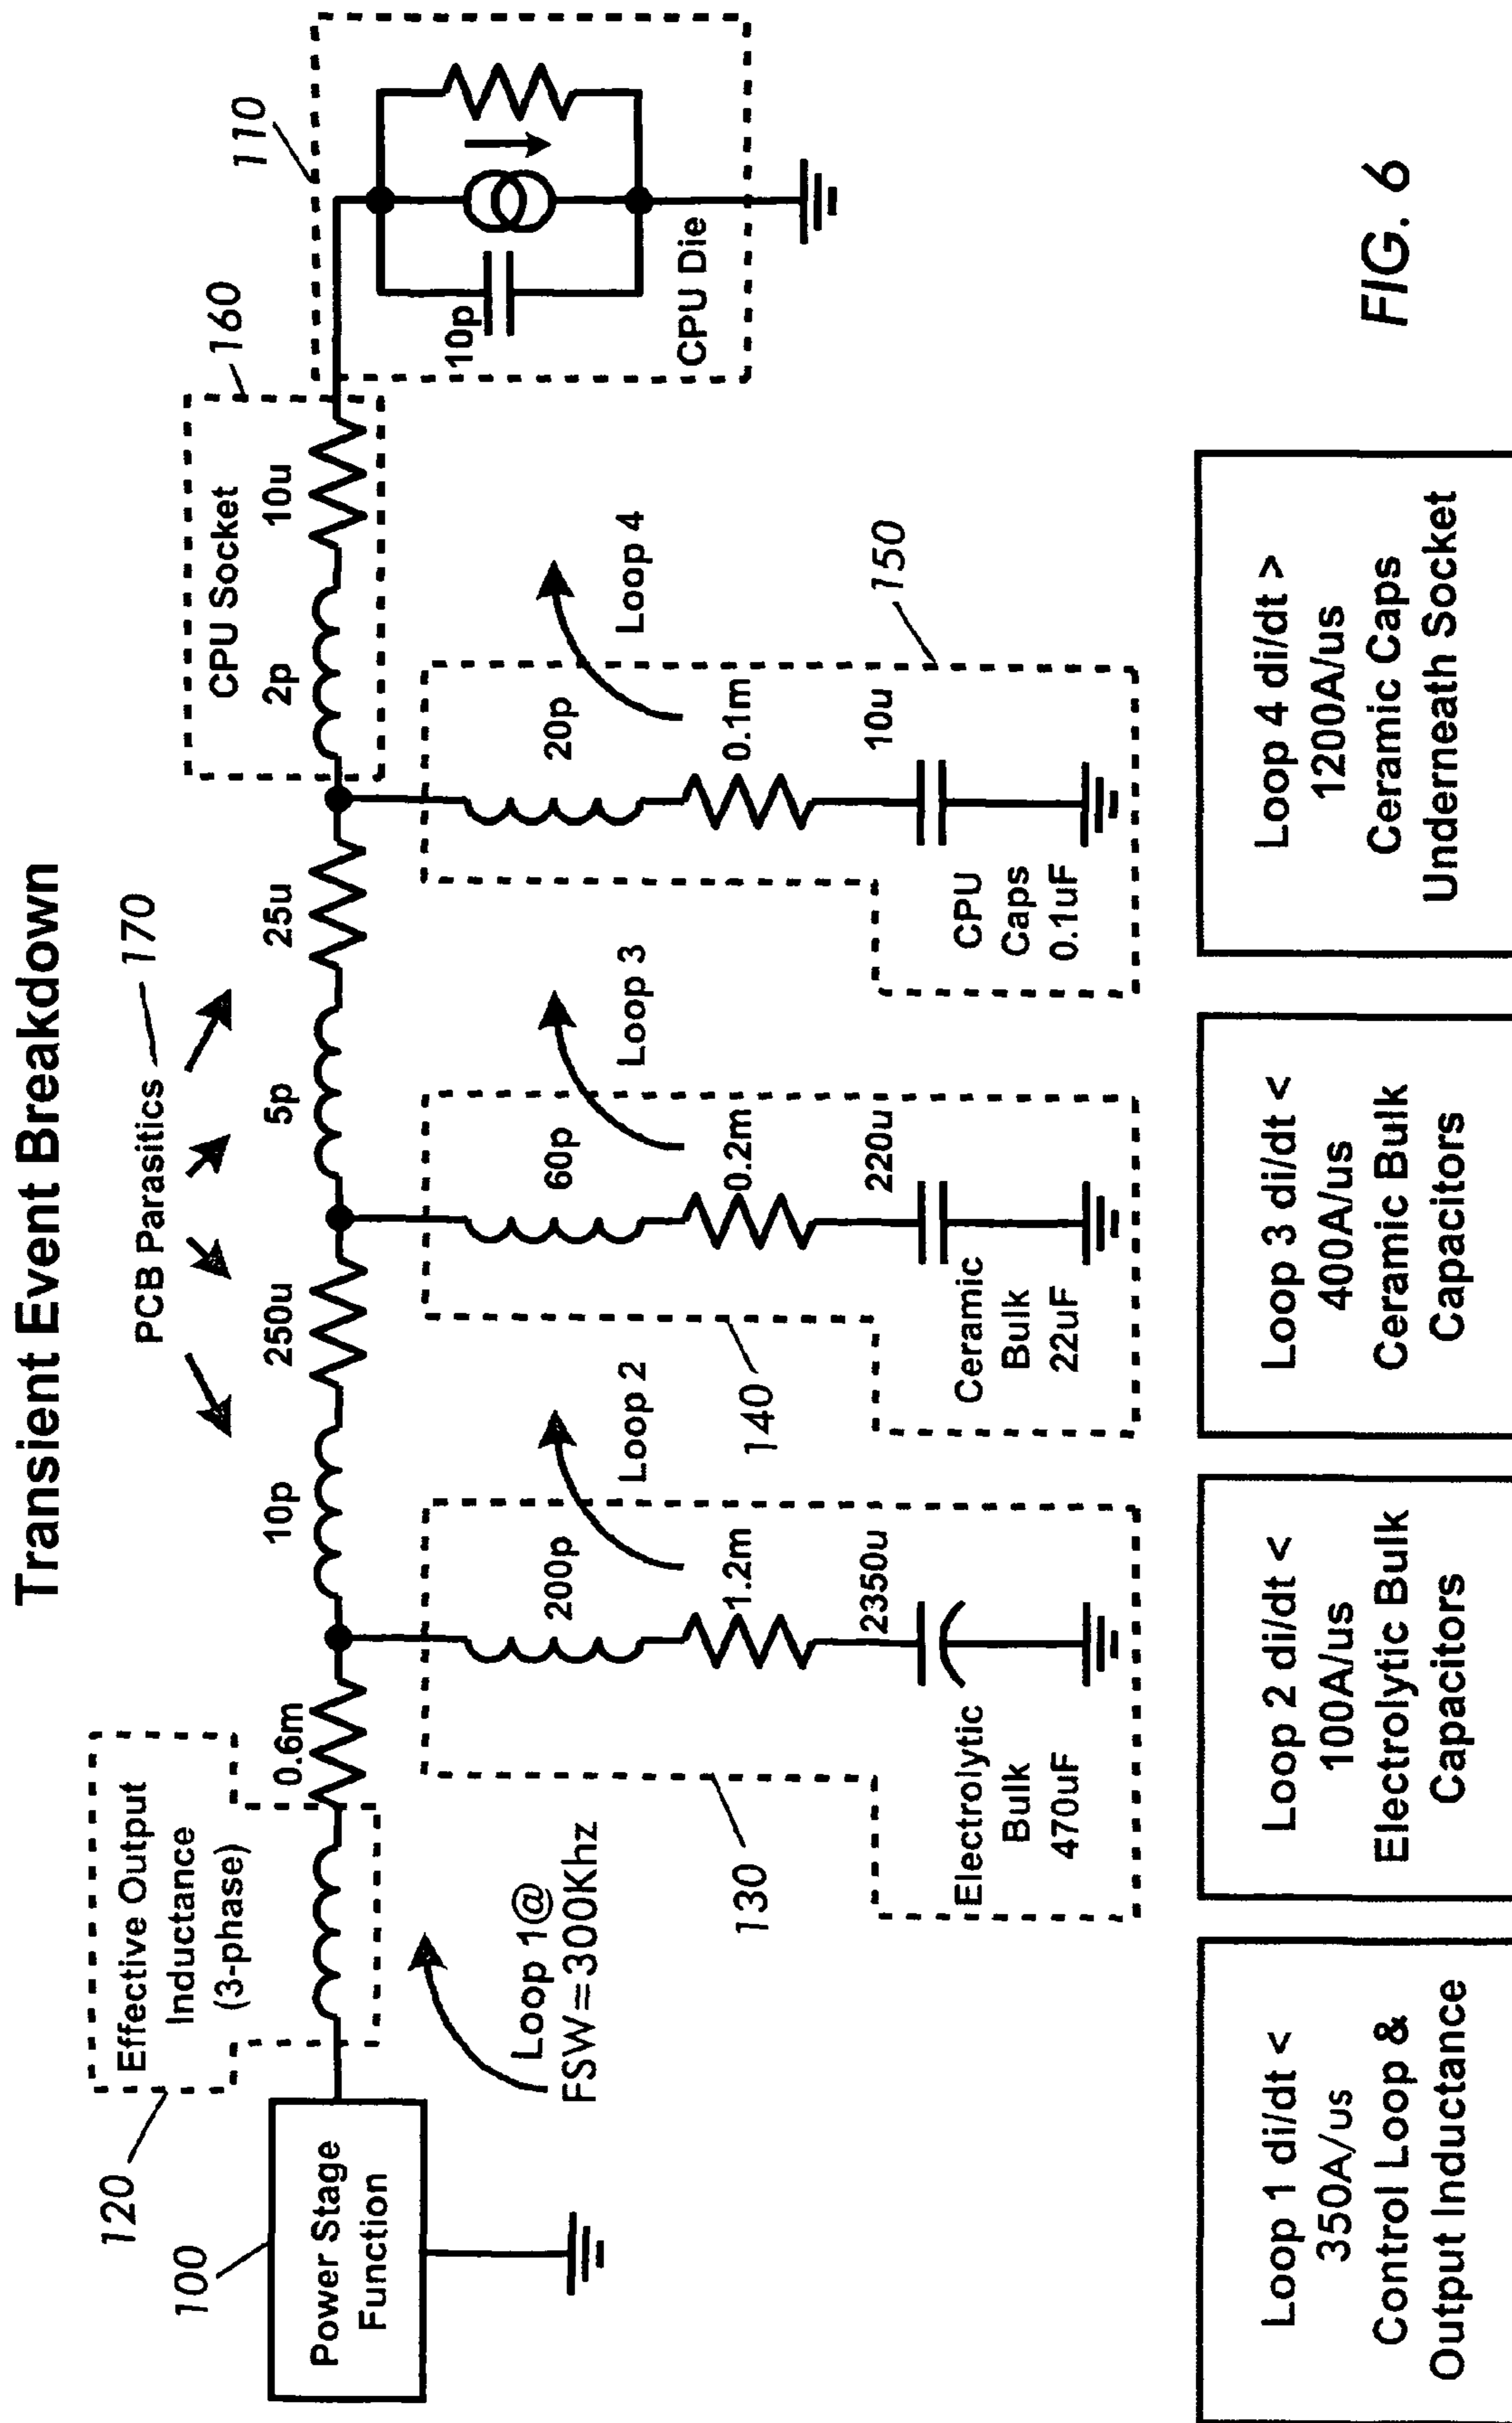 Transient Event Breakdown
PCB Parasitics
170
120
Effective Output
Inductance
(3-phase)
100
Power Stage
Function
0.6m
10p
250u
5p
25u
CPU Socket
2p
10u
160
110
10p
CPU Die
Loop 1@
FSW=300Khz
130
200p
1.2m
2350u
Electrolytic
Bulk
470uF
Loop 2
140
60p
0.2m
220u
Ceramic
Bulk
22uF
Loop 3
20p
0.1m
10u
CPU
Caps
0.1uF
Loop 4
150
Loop 1 di/dt <
350A/us
Control Loop &
Output Inductance
Loop 2 di/dt <
100A/us
Electrolytic Bulk
Capacitors
Loop 3 di/dt <
400A/us
Ceramic Bulk
Capacitors
Loop 4 di/dt >
1200A/us
Ceramic Caps
Underneath Socket
FIG. 6